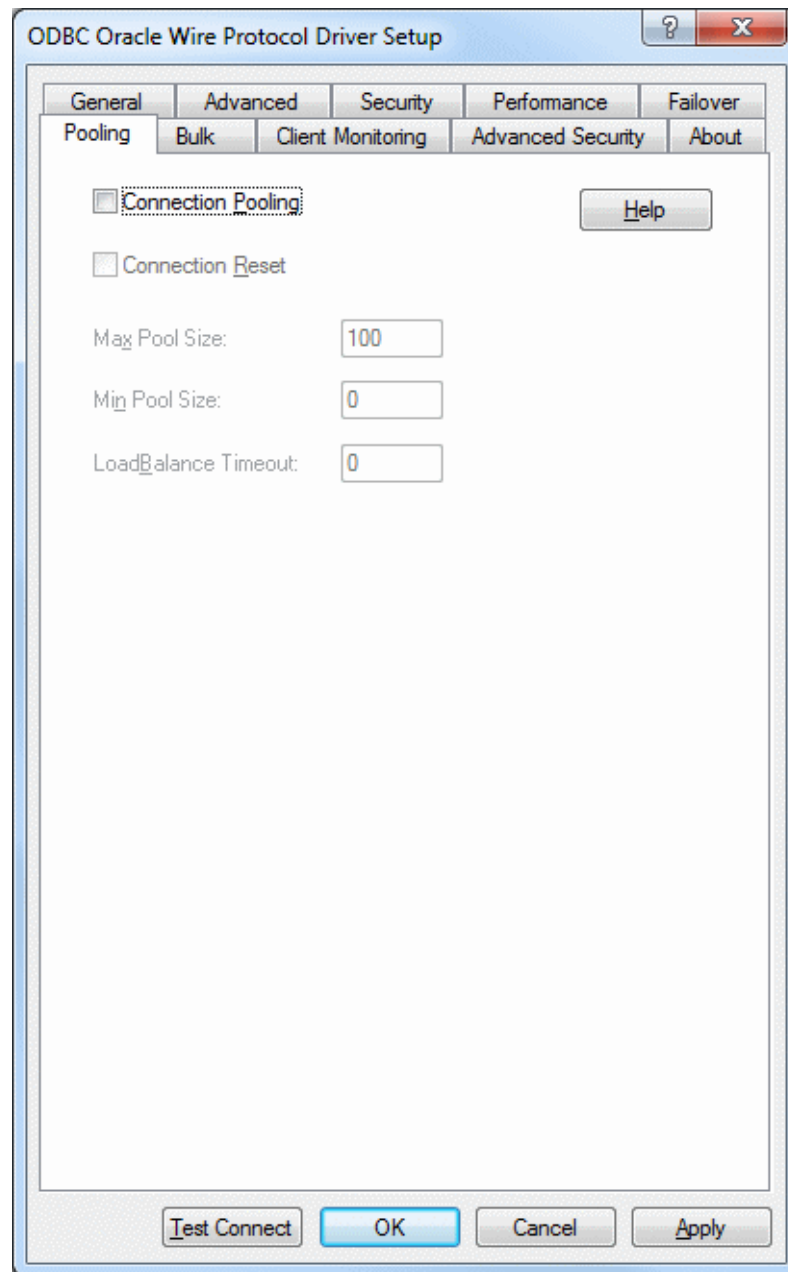 ODBC Oracle Wire Protocol Driver Setup
General Advanced Security Performance Failover
Pooling Bulk Client Monitoring Advanced Security About
Connection Pooling
Help
Connection Reset
Max Pool Size: 100
Min Pool Size: 0
LoadBalance Timeout: 0
Test Connect OK Cancel Apply